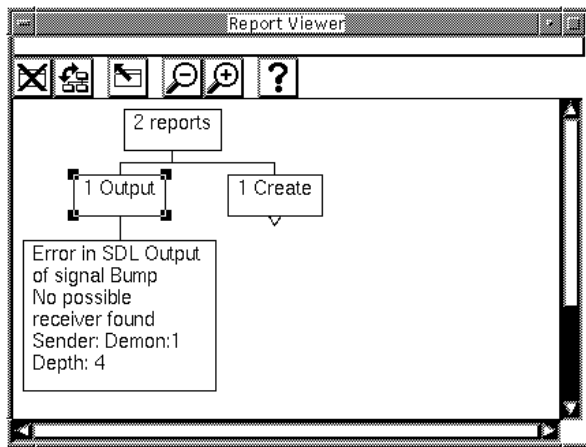 Report Viewer
?
2 reports
1 Output
1 Create
Error in SDL Output
of signal Bump
No possible
receiver found
Sender: Demon:1
Depth: 4